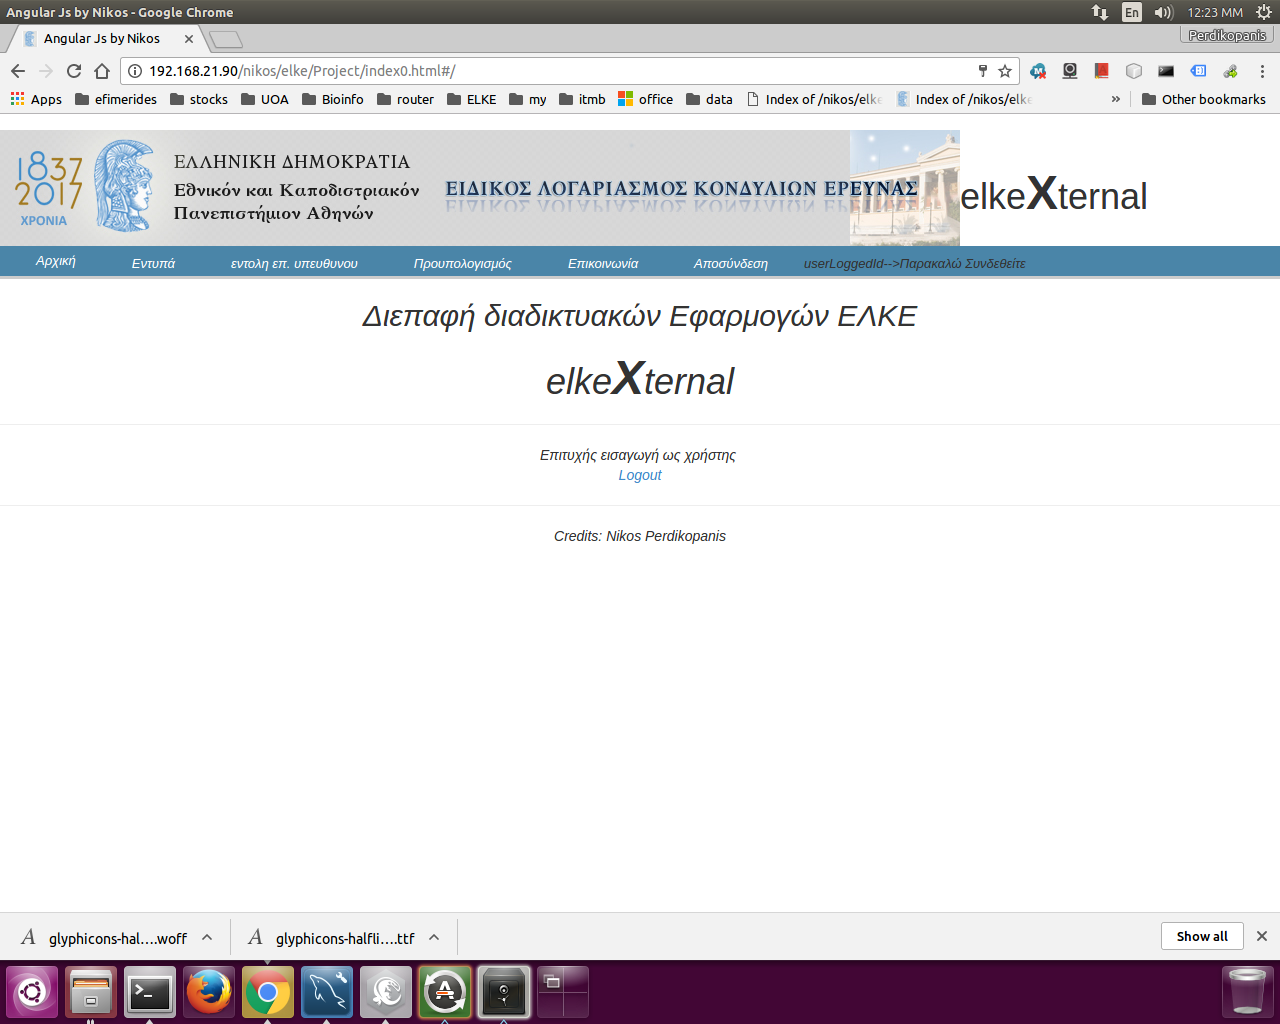 Angular Js by Nikos - Google Chrome
En
12:23 MM
Angular Js by Nikos
Perdikopanis
192.168.21.90/nikos/elke/Project/index0.html#/
Apps efimerides stocks UOA Bioinfo router ELKE my itmb office data Index of /nikos/elke Index of /nikos/elke » Other bookmarks
1837
2017
ΧΡΟΝΙΑ
ΕΛΛΗΝΙΚΗ ΔΗΜΟΚΡΑΤΙΑ
Εθνικόν και Καποδιστριακόν
Πανεπιστήμιον Αθηνών
ΕΙΔΙΚΟΣ ΛΟΓΑΡΙΑΣΜΟΣ ΚΟΝΔΥΛΙΩΝ ΕΡΕΥΝΑΣ
elkeXternal
Αρχική Εντυπά εντολη επ. υπευθυνου Προυπολογισμός Επικοινωνία Αποσύνδεση userLoggedId-->Παρακαλώ Συνδεθείτε
Διεπαφή διαδικτυακών Εφαρμογών ΕΛΚΕ
elkeXternal
Επιτυχής εισαγωγή ως χρήστης
Logout
Credits: Nikos Perdikopanis
glyphicons-hal....woff
glyphicons-halfli....ttf
Show all